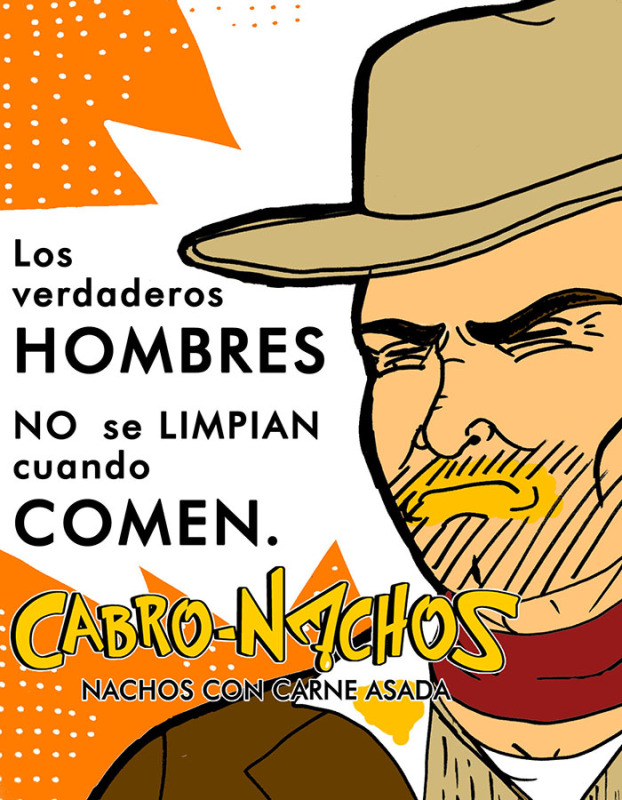 Los
verdaderos
HOMBRES
NO se LIMPIAN
cuando
COMEN.
CABRO-NACHOS
NACHOS CON CARNE ASADA